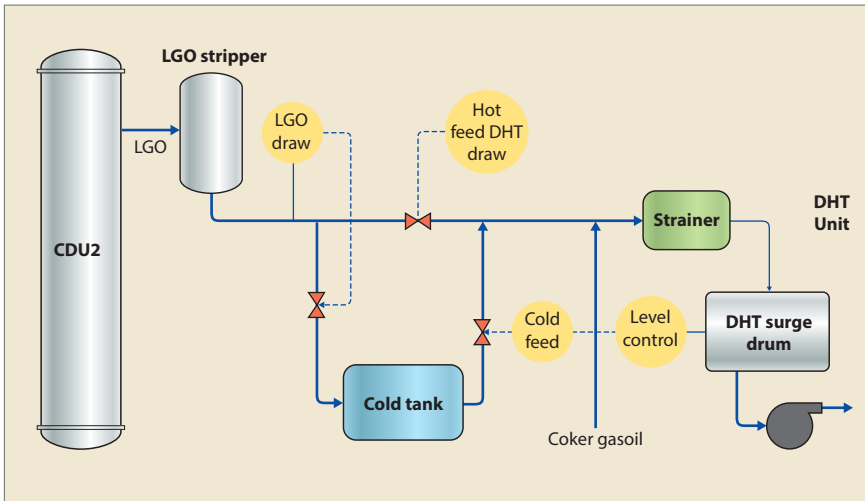 LGO stripper
LGO
draw
Hot
feed DHT
draw
LGO
CDU2
Strainer
DHT
Unit
Cold
feed
Level
control
DHT surge
drum
Cold tank
Coker gasoil